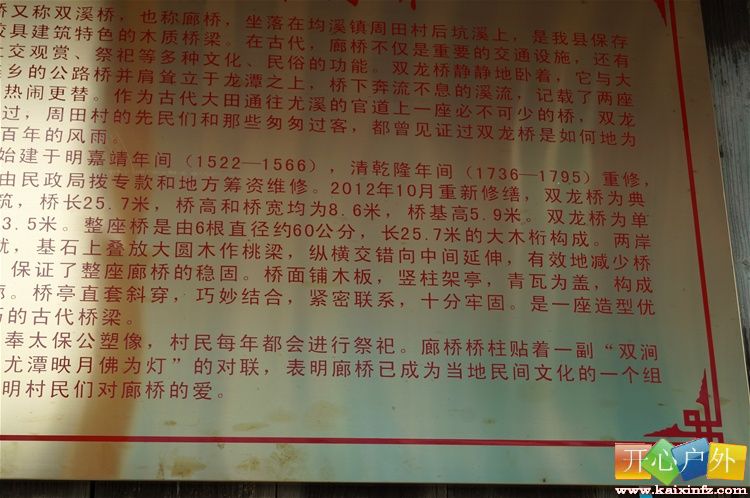 桥又称双溪桥，也称廊桥，坐落在均溪镇周田村后坑溪上，是我县保存
较具建筑特色的木质桥梁。在古代，廊桥不仅是重要的交通设施，还有
社交观赏、祭祀等多种文化、民俗的功能。双龙桥静静地卧着，它与大
乡的公路桥并肩耸立于龙潭之上，桥下奔流不息的溪流，记载了两座
热闹更替。作为古代大田通往尤溪的官道上一座必不可少的桥，双龙
过，周田村的先民们和那些匆匆过客，都曾见证过双龙桥是如何地为
百年的风雨。
始建于明嘉靖年间（1522—1566），清乾隆年间（1736—1795）重修，
由民政局拨专款和地方筹资维修。2012年10月重新修缮，双龙桥为典
筑，桥长25.7米，桥高和桥宽均为8.6米，桥基高5.9米。双龙桥为单
3.5米。整座桥是由6根直径约60公分，长25.7米的大木桁构成。两岸
就，基石上叠放大圆木作桃梁，纵横交错向中间延伸，有效地减少桥
保证了整座廊桥的稳固。桥面铺木板，竖柱架亭，青瓦为盖，构成
廊。桥亭直套斜穿，巧妙结合，紧密联系，十分牢固。是一座造型优
的古代桥梁。
奉太保公塑像，村民每年都会进行祭祀。廊桥桥柱贴着一副“双涧
尤潭映月佛为灯”的对联，表明廊桥已成为当地民间文化的一个组
明村民们对廊桥的爱。
开心户外
www.kaixinfz.com